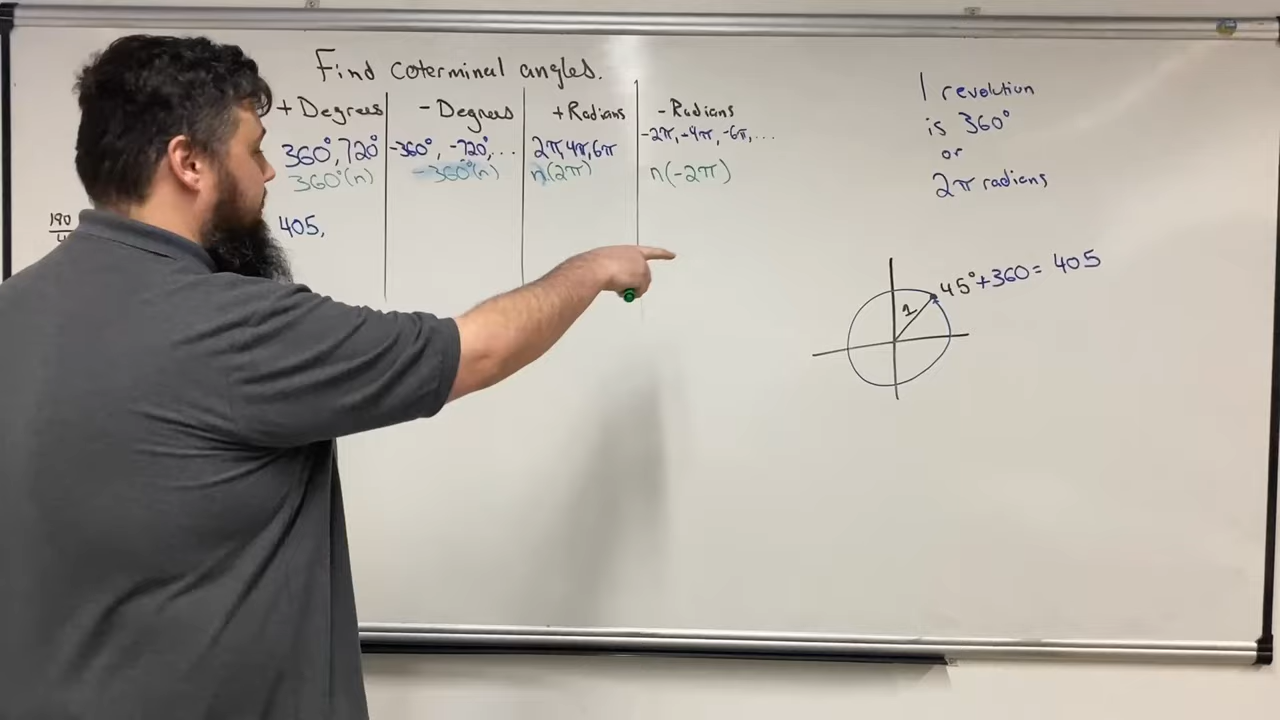 Find coterminal angles.
+ Degrees - Degrees + Radians - Radians
360°, 720° -360°, -720°, ... 2π, 4π, 6π -2π, -4π, -6π, ...
360°(n) -360°(n) n(2π) n(-2π)
405,
1 revolution
is 360°
or
2π radians
45°+360= 405
1